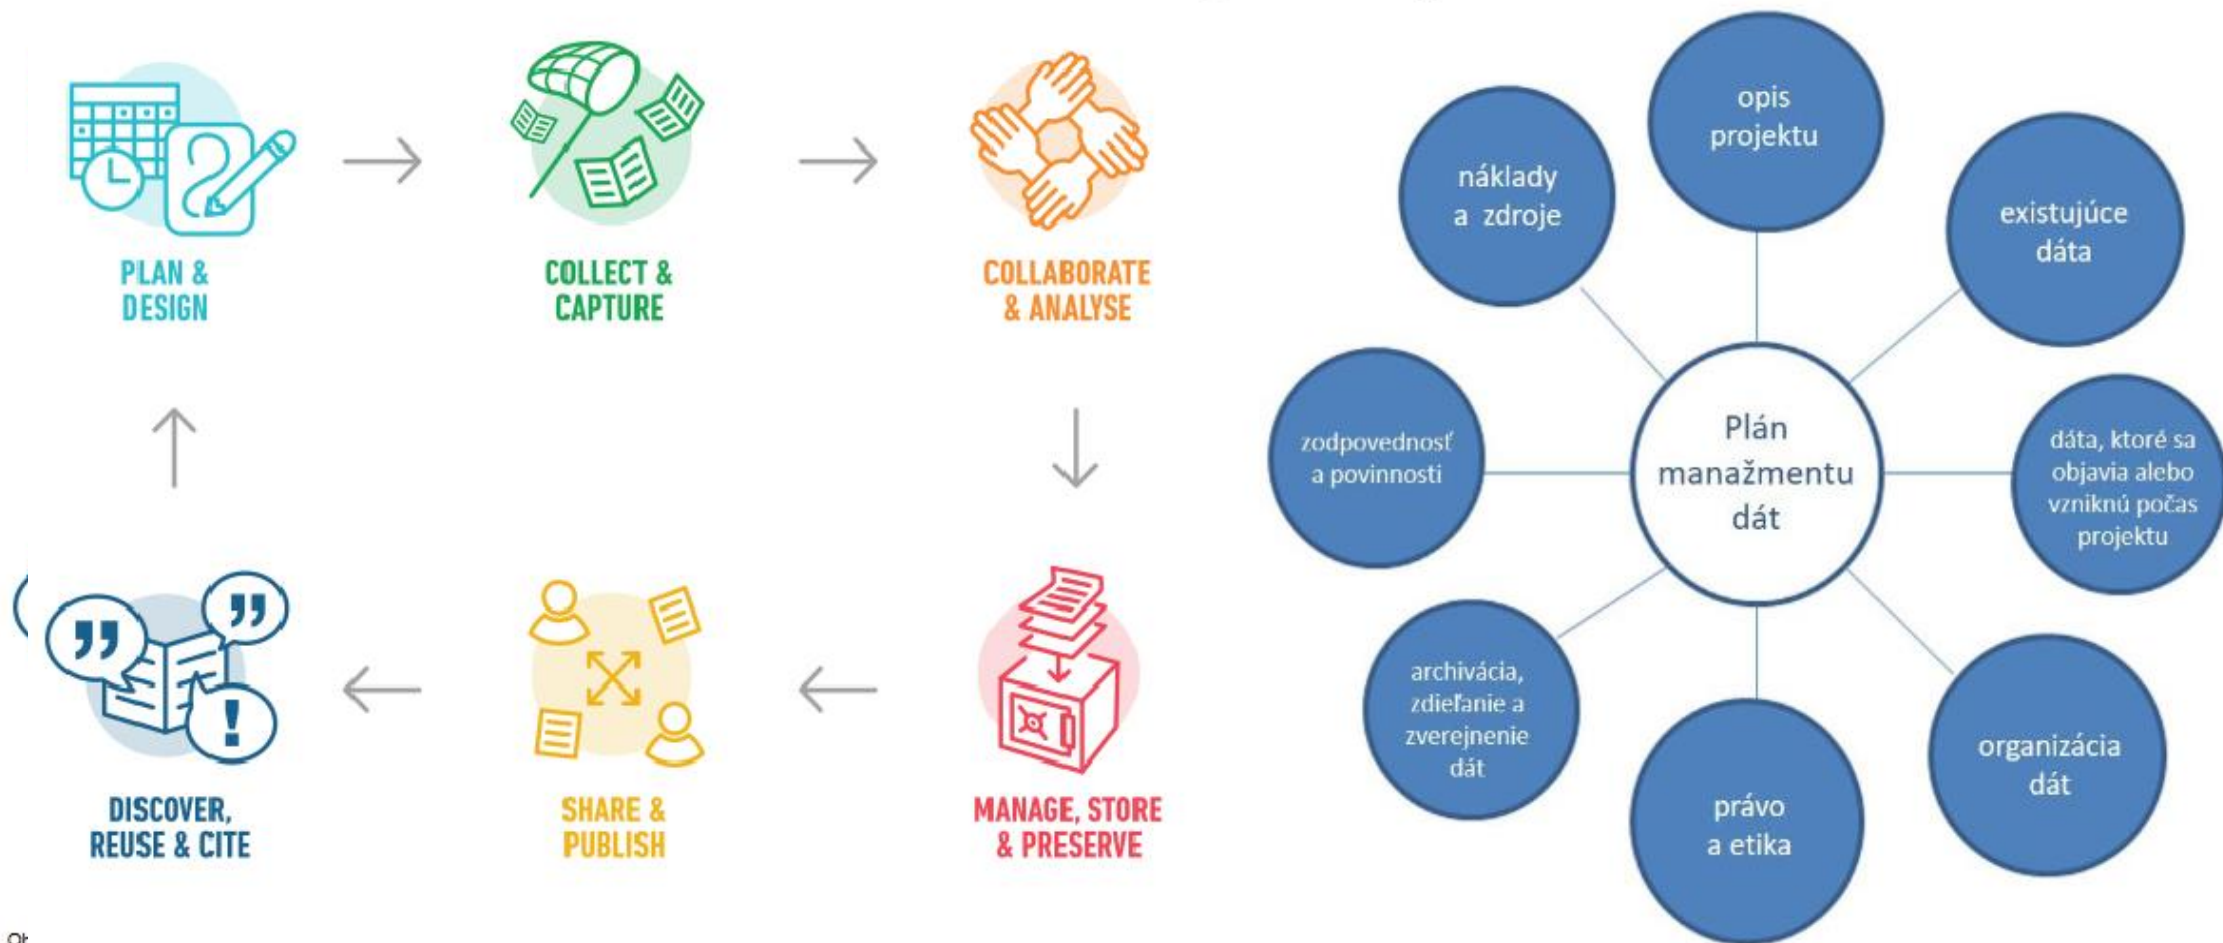 PLAN &
DESIGN
COLLECT &
CAPTURE
COLLABORATE
& ANALYSE
DISCOVER,
REUSE & CITE
SHARE &
PUBLISH
MANAGE, STORE
& PRESERVE
opis
projektu
náklady
a zdroje
existujúce
dáta
zodpovednosť
a povinnosti
Plán
manažmentu
dát
dáta, ktoré sa
objavia alebo
vzniknú počas
projektu
archivácia,
zdieľanie a
zverejnenie
dát
právo
a etika
organizácia
dát